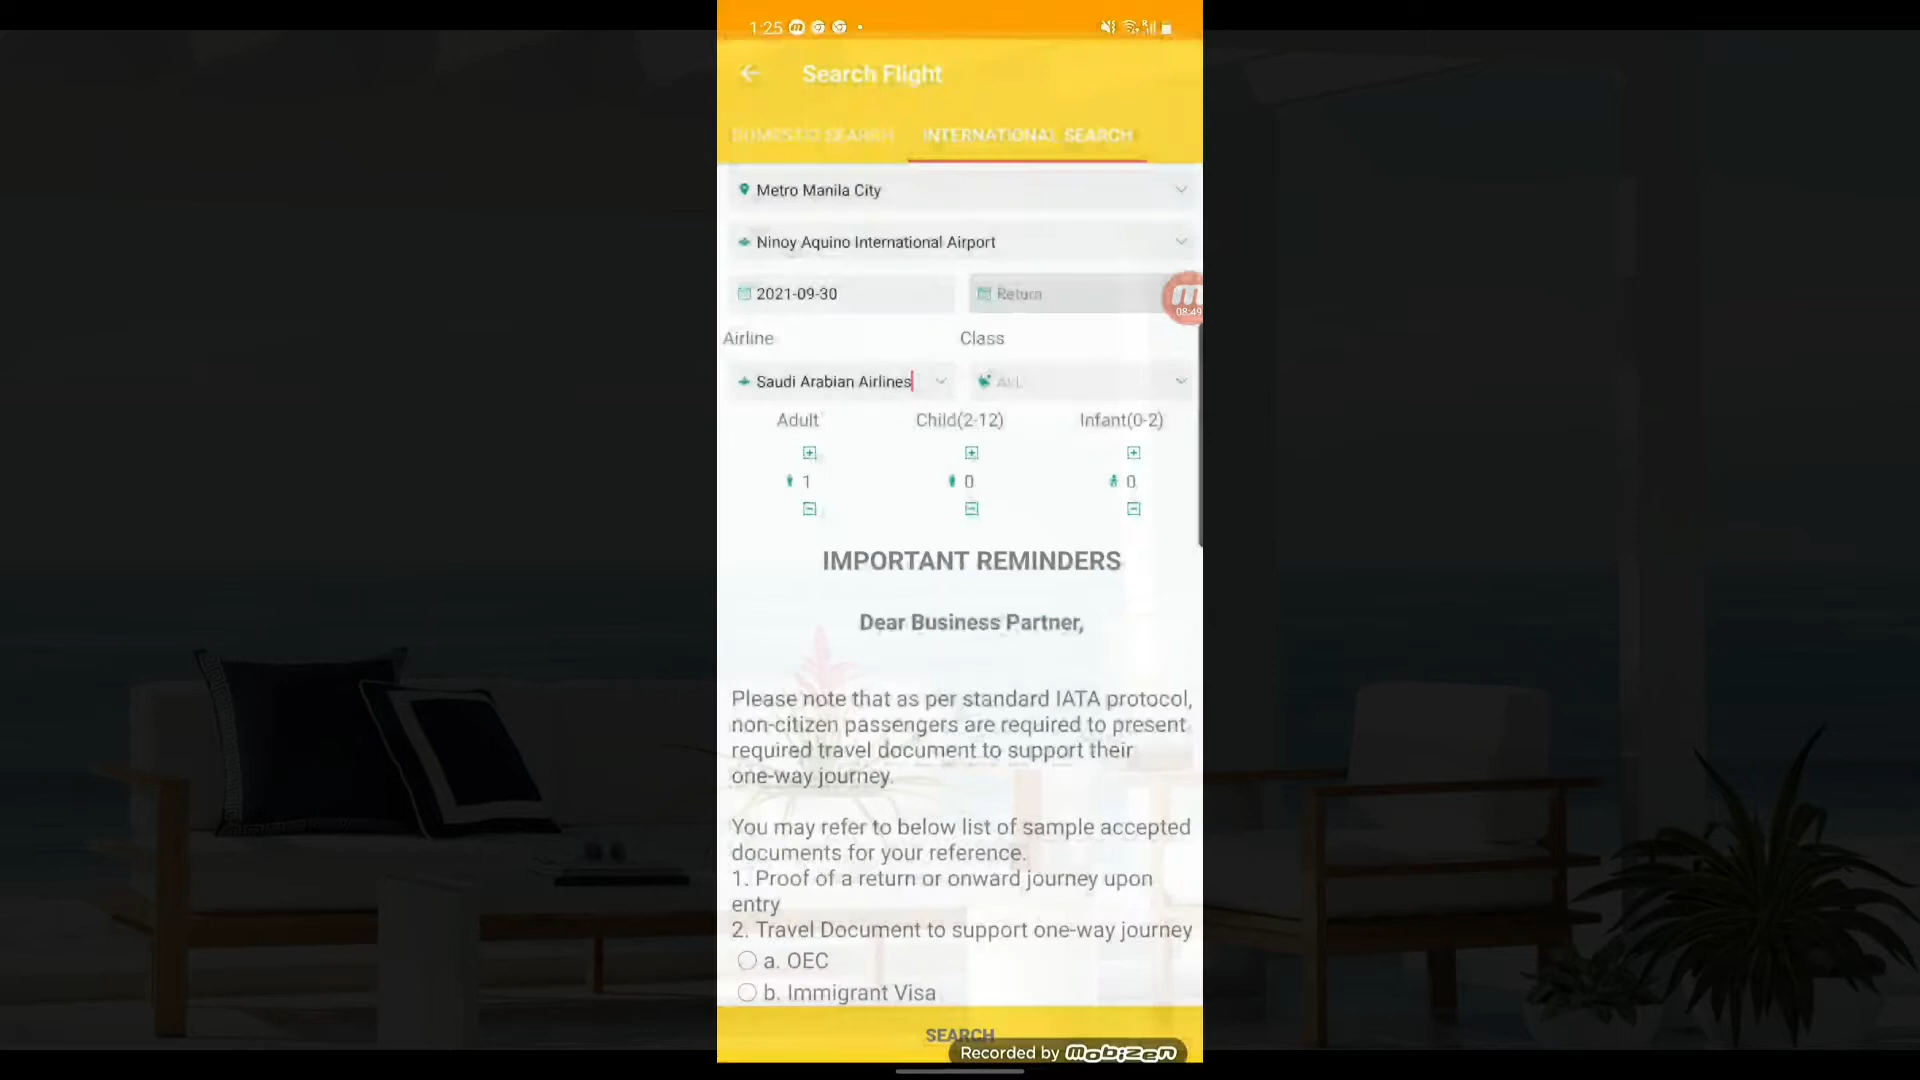 1:25
Search Flight
DOMESTIC SEARCH INTERNATIONAL SEARCH
Metro Manila City
Ninoy Aquino International Airport
2021-09-30 Return
08:49
Airline Class
Saudi Arabian Airlines ALL
Adult Child(2-12) Infant(0-2)
1 0 0
IMPORTANT REMINDERS
Dear Business Partner,
Please note that as per standard IATA protocol,
non-citizen passengers are required to present
required travel document to support their
one-way journey.
You may refer to below list of sample accepted
documents for your reference.
1. Proof of a return or onward journey upon
entry
2. Travel Document to support one-way journey
a. OEC
b. Immigrant Visa
SEARCH
Recorded by mobizen